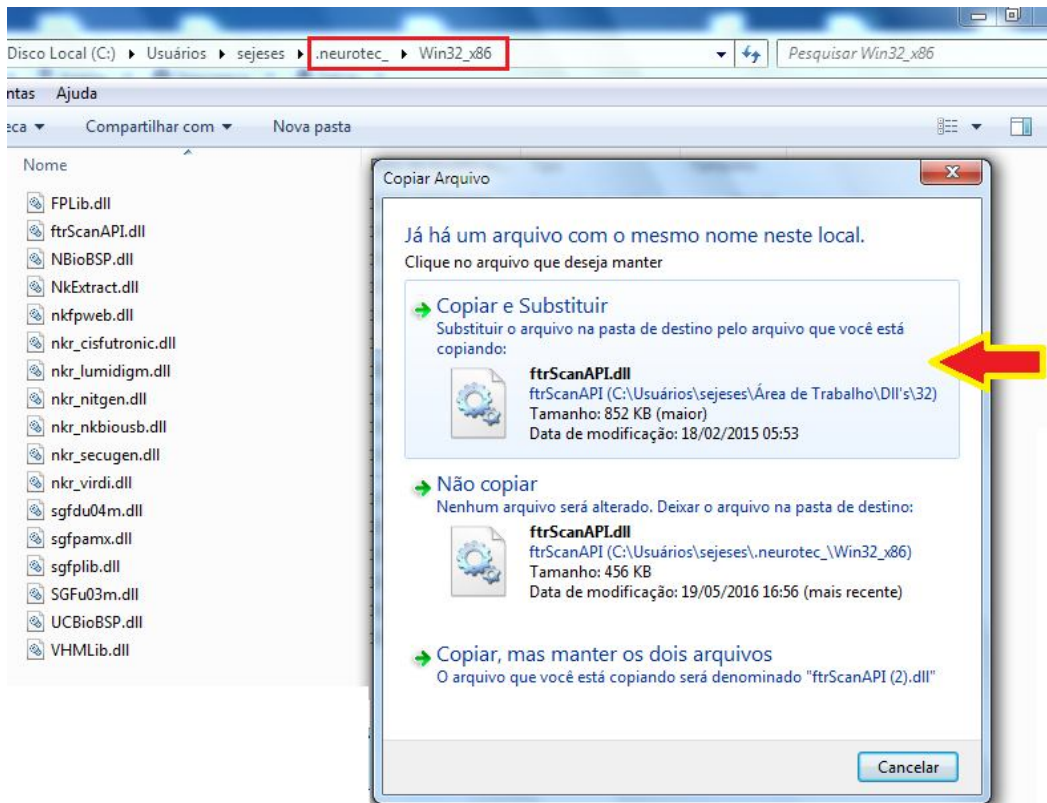 Disco Local (C:) ▸ Usuários ▸ sejeses ▸ .neurotec_ ▸ Win32_x86
Pesquisar Win32_x86
Ajuda
Compartilhar com
Nova pasta
Nome
FPLib.dll
ftrScanAPI.dll
NBioBSP.dll
NkExtract.dll
nkfpweb.dll
nkr_cisfutronic.dll
nkr_lumidigm.dll
nkr_nitgen.dll
nkr_nkbiousb.dll
nkr_secugen.dll
nkr_virdi.dll
sgfdu04m.dll
sgfpamx.dll
sgfplib.dll
SGFu03m.dll
UCBioBSP.dll
VHMLib.dll
Copiar Arquivo
Já há um arquivo com o mesmo nome neste local.
Clique no arquivo que deseja manter
Copiar e Substituir
Substituir o arquivo na pasta de destino pelo arquivo que você está
copiando:
ftrScanAPI.dll
ftrScanAPI (C:\Usuários\sejeses\Área de Trabalho\Dll's\32)
Tamanho: 852 KB (maior)
Data de modificação: 18/02/2015 05:53
Não copiar
Nenhum arquivo será alterado. Deixar o arquivo na pasta de destino:
ftrScanAPI.dll
ftrScanAPI (C:\Usuários\sejeses\.neurotec_\Win32_x86)
Tamanho: 456 KB
Data de modificação: 19/05/2016 16:56 (mais recente)
Copiar, mas manter os dois arquivos
O arquivo que você está copiando será denominado "ftrScanAPI (2).dll"
Cancelar